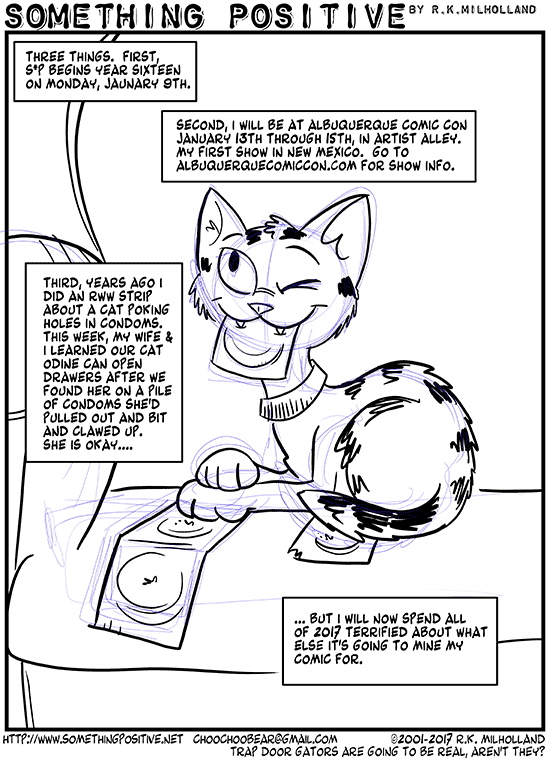 SOMETHING POSITIVE BY R.K.MILHOLLAND
THREE THINGS. FIRST,
S*P BEGINS YEAR SIXTEEN
ON MONDAY, JAUNARY 9TH.
SECOND, I WILL BE AT ALBUQUERQUE COMIC CON
JANUARY 13TH THROUGH 15TH, IN ARTIST ALLEY.
MY FIRST SHOW IN NEW MEXICO. GO TO
ALBUQUERQUECOMICCON.COM FOR SHOW INFO.
THIRD, YEARS AGO I
DID AN RWW STRIP
ABOUT A CAT POKING
HOLES IN CONDOMS.
THIS WEEK, MY WIFE &
I LEARNED OUR CAT
ODINE CAN OPEN
DRAWERS AFTER WE
FOUND HER ON A PILE
OF CONDOMS SHE'D
PULLED OUT AND BIT
AND CLAWED UP.
SHE IS OKAY....
... BUT I WILL NOW SPEND ALL
OF 2017 TERRIFIED ABOUT WHAT
ELSE IT'S GOING TO MINE MY
COMIC FOR.
HTTP://WWW.SOMETHINGPOSITIVE.NET CHOOCHOOBEAR@GMAIL.COM ©2001-2017 R.K. MILHOLLAND
TRAP DOOR GATORS ARE GOING TO BE REAL, AREN'T THEY?